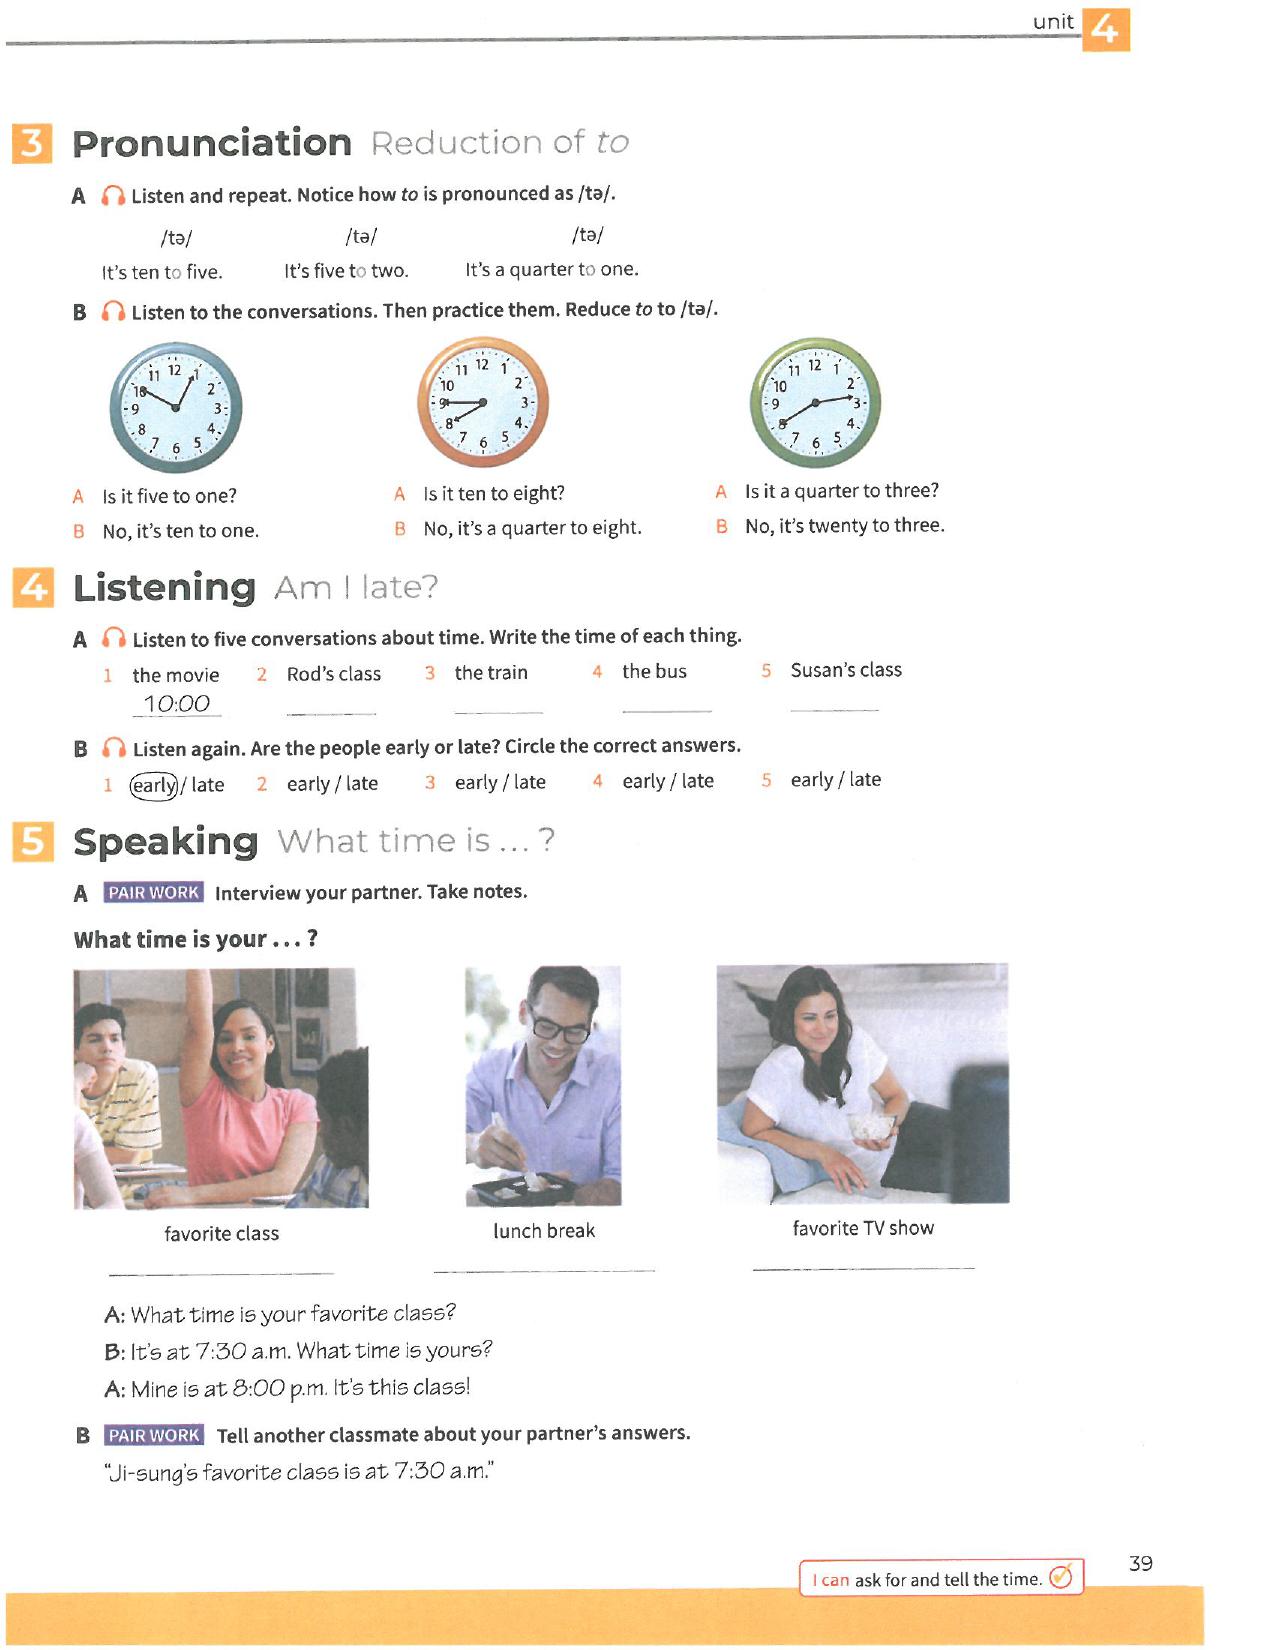 unit 4
3 Pronunciation Reduction of to
A Listen and repeat. Notice how to is pronounced as /tə/.
/tə/ /tə/ /tə/
It's ten to five. It's five to two. It's a quarter to one.
B Listen to the conversations. Then practice them. Reduce to to /tə/.
12 1 2 3 4 5 6 7 8 9 10 11
12 1 2 3 4 5 6 7 8 9 10 11
12 1 2 3 4 5 6 7 8 9 10 11
A Is it five to one?
B No, it's ten to one.
A Is it ten to eight?
B No, it's a quarter to eight.
A Is it a quarter to three?
B No, it's twenty to three.
4 Listening Am I late?
A Listen to five conversations about time. Write the time of each thing.
1 the movie 2 Rod's class 3 the train 4 the bus 5 Susan's class
10:00
B Listen again. Are the people early or late? Circle the correct answers.
1 early / late 2 early / late 3 early / late 4 early / late 5 early / late
5 Speaking What time is ... ?
A PAIR WORK Interview your partner. Take notes.
What time is your ... ?
favorite class lunch break favorite TV show
A: What time is your favorite class?
B: It's at 7:30 a.m. What time is yours?
A: Mine is at 8:00 p.m. It's this class!
B PAIR WORK Tell another classmate about your partner's answers.
"Ji-sung's favorite class is at 7:30 a.m."
I can ask for and tell the time.
39